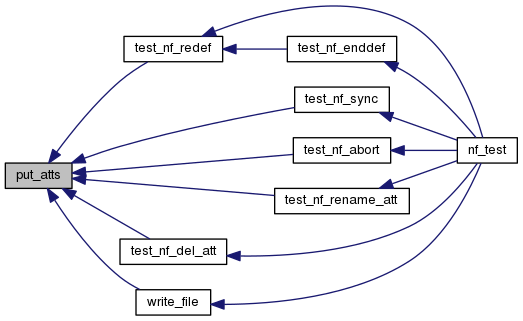 test_nf_redef
test_nf_enddef
test_nf_sync
test_nf_abort
nf_test
put_atts
test_nf_rename_att
test_nf_del_att
write_file